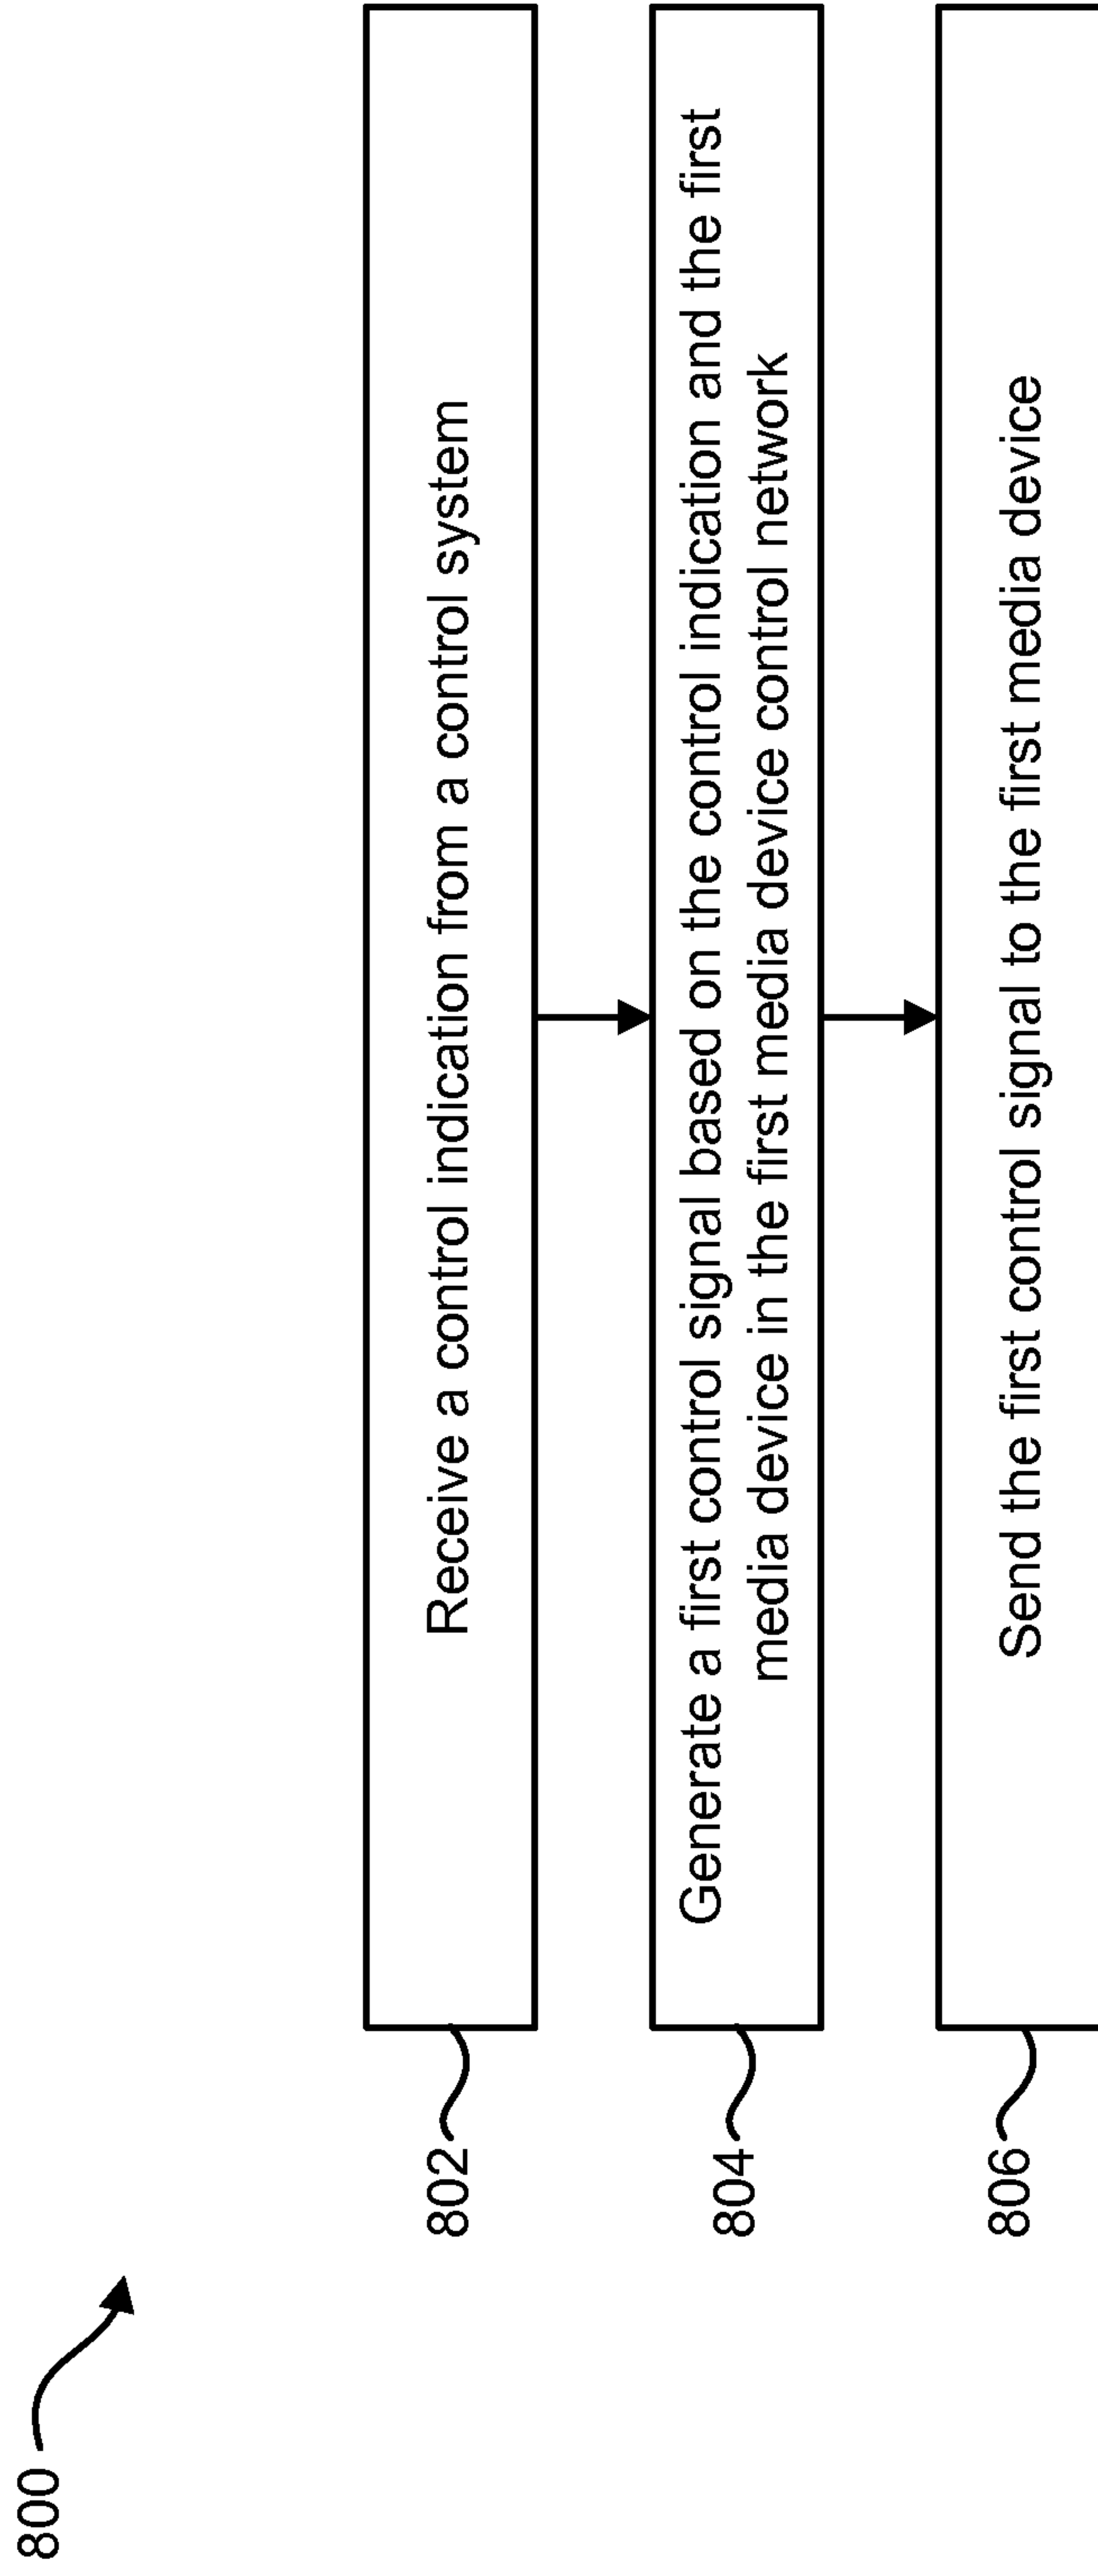 800
802
Receive a control indication from a control system
804
Generate a first control signal based on the control indication and the first
media device in the first media device control network
806
Send the first control signal to the first media device